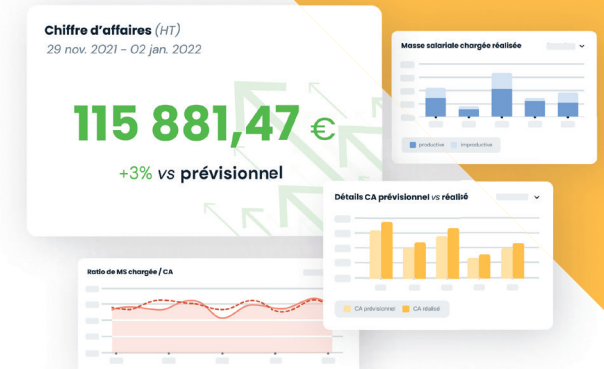 Chiffre d'affaires (HT)
29 nov. 2021 - 02 jan. 2022
115 881,47 €
+3% vs prévisionnel
Masse salariale chargée réalisée
productive improductive
Détails CA prévisionnel vs réalisé
CA prévisionnel CA réalisé
Ratio de MS chargée / CA